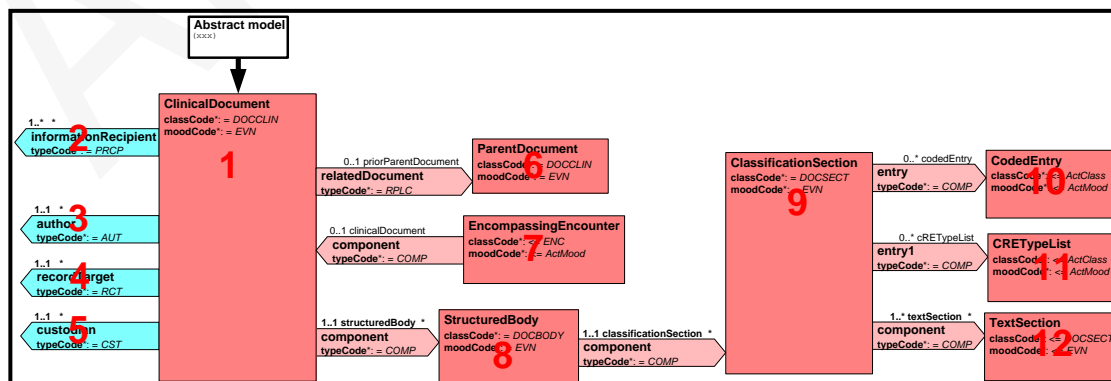 Abstract model
(xxx)
ClinicalDocument
classCode*: = DOCCLIN
moodCode*: = EVN
1
1..* *
informationRecipient
typeCode*: = PRCP
2
1..1 *
author
typeCode*: = AUT
3
1..1 *
recordTarget
typeCode*: = RCT
4
1..1 *
custodian
typeCode*: = CST
5
0..1 priorParentDocument
relatedDocument
typeCode*: = RPLC
ParentDocument
classCode*: = DOCCLIN
moodCode*: = EVN
6
0..1 clinicalDocument
component
typeCode*: = COMP
EncompassingEncounter
classCode*: <= ENC
moodCode*: <= ActMood
7
1..1 structuredBody *
component
typeCode*: = COMP
StructuredBody
classCode*: = DOCBODY
moodCode*: = EVN
8
1..1 classificationSection *
component
typeCode*: = COMP
ClassificationSection
classCode*: = DOCSECT
moodCode*: = EVN
9
0..* codedEntry
entry
typeCode*: = COMP
CodedEntry
classCode*: <= ActClass
moodCode*: <= ActMood
10
0..* cRETypeList
entry1
typeCode*: = COMP
CRETypeList
classCode*: <= ActClass
moodCode*: <= ActMood
11
1..* textSection *
component
typeCode*: = COMP
TextSection
classCode*: <= DOCSECT
moodCode*: <= EVN
12